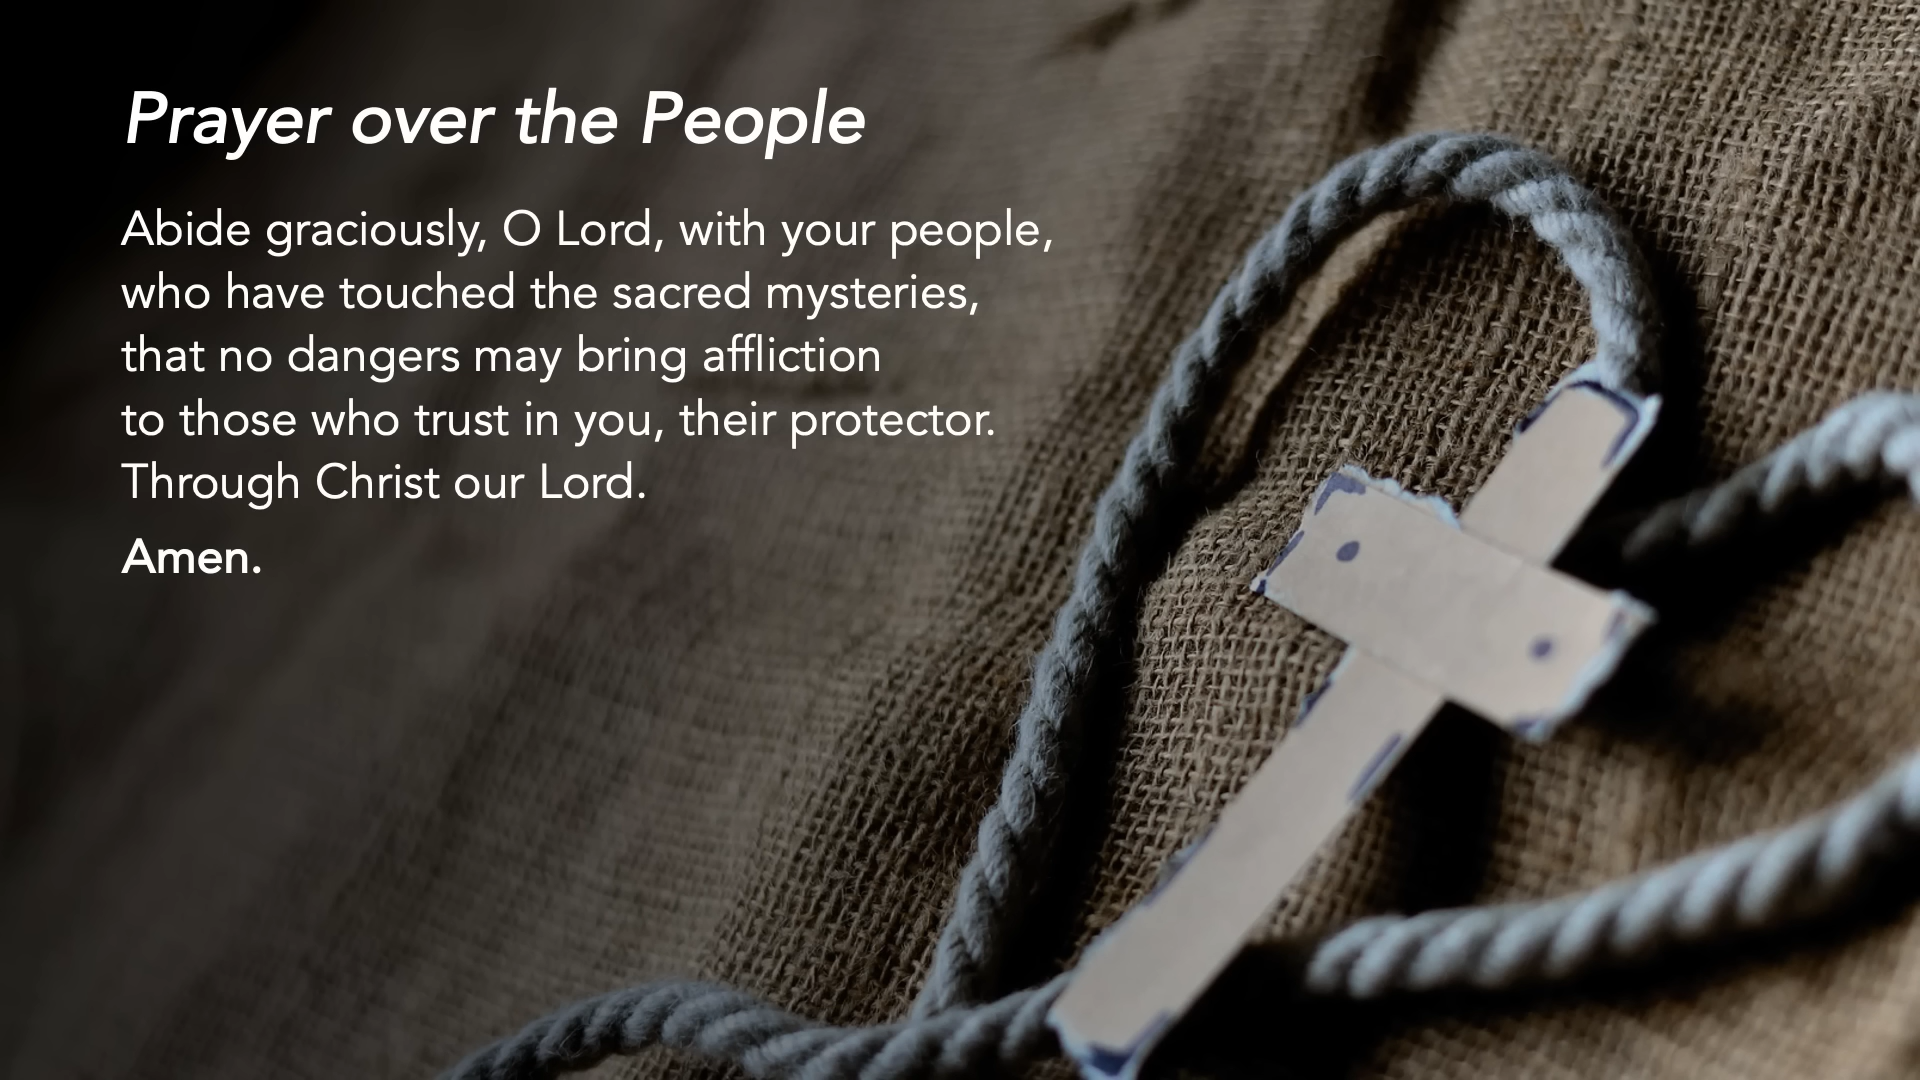 Prayer over the People
Abide graciously, O Lord, with your people,
who have touched the sacred mysteries,
that no dangers may bring affliction
to those who trust in you, their protector.
Through Christ our Lord.
Amen.